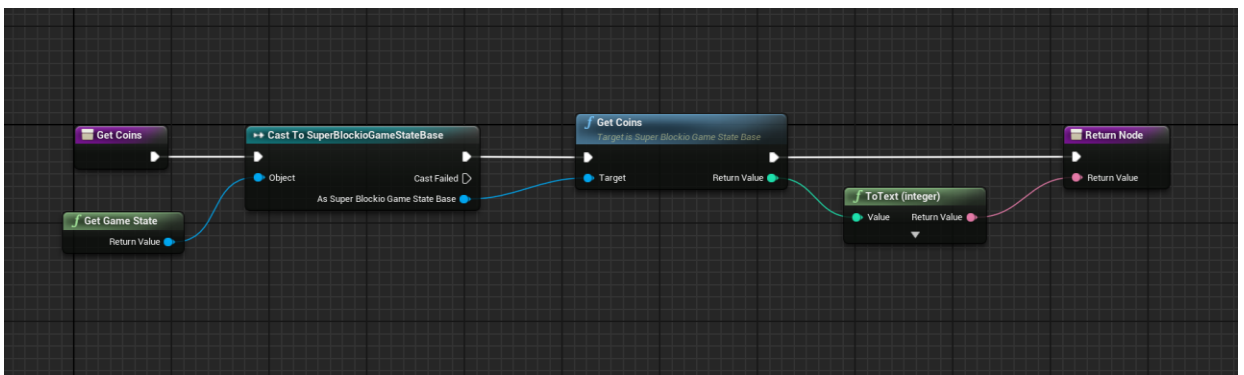 Get Coins
Get Game State
Return Value
Cast To SuperBlockioGameStateBase
Object
Cast Failed
As Super Blockio Game State Base
f Get Coins
Target is Super Blockio Game State Base
Target
Return Value
f ToText (integer)
Value
Return Value
Return Node
Return Value